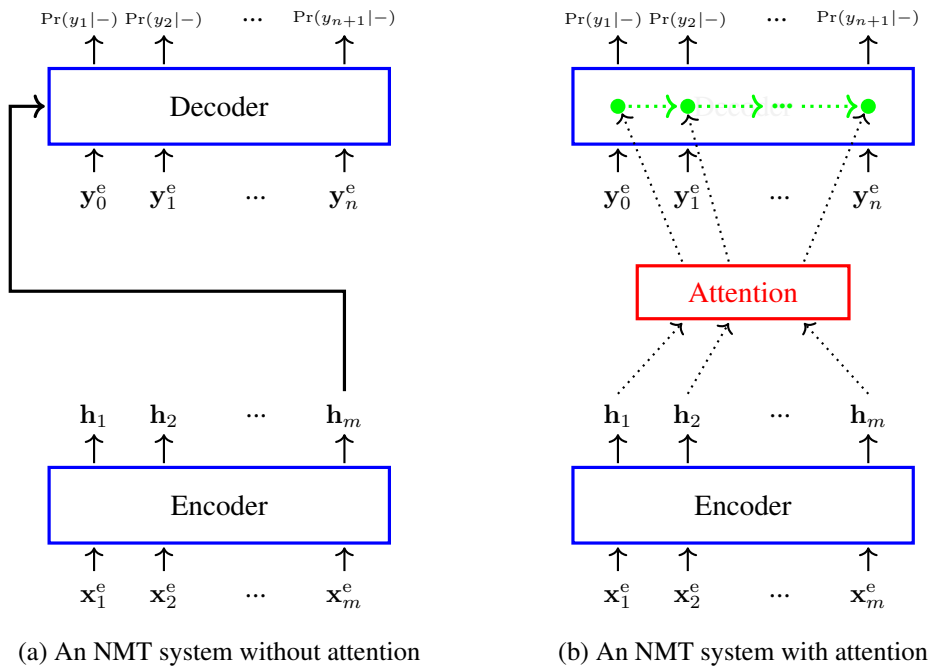 Pr(y₁|−) Pr(y₂|−) ... Pr(yₙ₊₁|−)
Decoder
y₀ᵉ y₁ᵉ ... yₙᵉ
h₁ h₂ ... hₘ
Encoder
x₁ᵉ x₂ᵉ ... xₘᵉ
(a) An NMT system without attention
Pr(y₁|−) Pr(y₂|−) ... Pr(yₙ₊₁|−)
Decoder ...
y₀ᵉ y₁ᵉ ... yₙᵉ
Attention
h₁ h₂ ... hₘ
Encoder
x₁ᵉ x₂ᵉ ... xₘᵉ
(b) An NMT system with attention